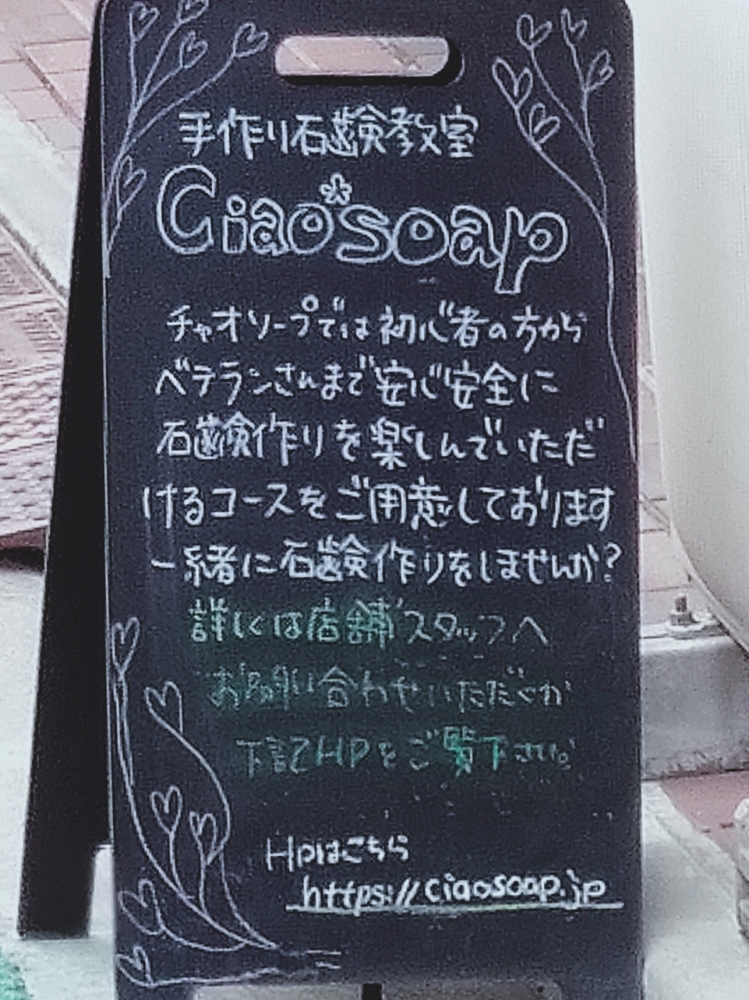 手作り石鹸教室
Ciao*soap
チャオソープでは初心者の方から
ベテランさんまで安心安全に
石鹸作りを楽しんでいただ
けるコースをご用意しております
一緒に石鹸作りをしませんか?
詳しくは店舗スタッフへ
お問い合わせいただくか
下記HPをご覧下さい。
HPはこちら
https://ciaosoap.jp